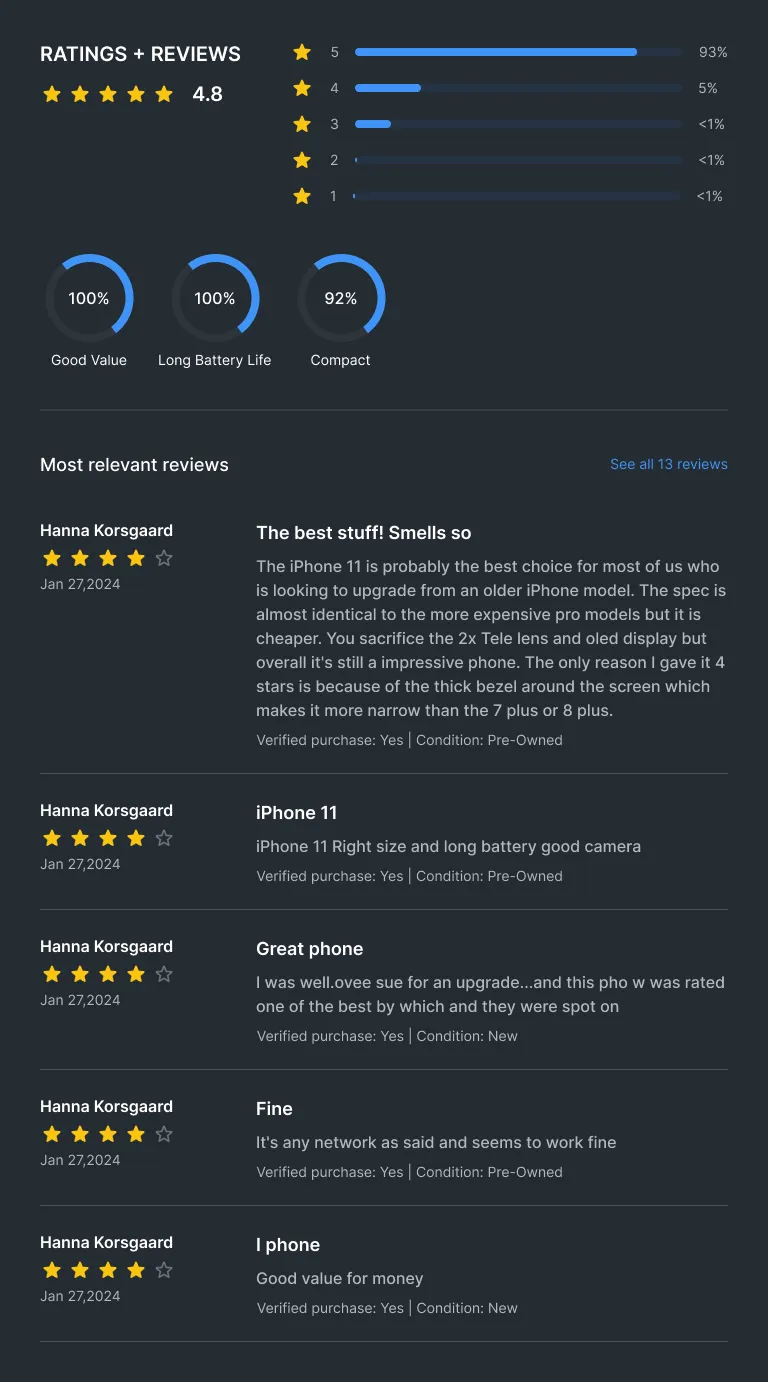 RATINGS + REVIEWS
4.8
5 93%
4 5%
3 <1%
2 <1%
1 <1%
100% 100% 92%
Good Value Long Battery Life Compact
Most relevant reviews See all 13 reviews
Hanna Korsgaard
Jan 27,2024
The best stuff! Smells so
The iPhone 11 is probably the best choice for most of us who
is looking to upgrade from an older iPhone model. The spec is
almost identical to the more expensive pro models but it is
cheaper. You sacrifice the 2x Tele lens and oled display but
overall it's still a impressive phone. The only reason I gave it 4
stars is because of the thick bezel around the screen which
makes it more narrow than the 7 plus or 8 plus.
Verified purchase: Yes | Condition: Pre-Owned
Hanna Korsgaard
Jan 27,2024
iPhone 11
iPhone 11 Right size and long battery good camera
Verified purchase: Yes | Condition: Pre-Owned
Hanna Korsgaard
Jan 27,2024
Great phone
I was well.ovee sue for an upgrade...and this pho w was rated
one of the best by which and they were spot on
Verified purchase: Yes | Condition: New
Hanna Korsgaard
Jan 27,2024
Fine
It's any network as said and seems to work fine
Verified purchase: Yes | Condition: Pre-Owned
Hanna Korsgaard
Jan 27,2024
I phone
Good value for money
Verified purchase: Yes | Condition: New